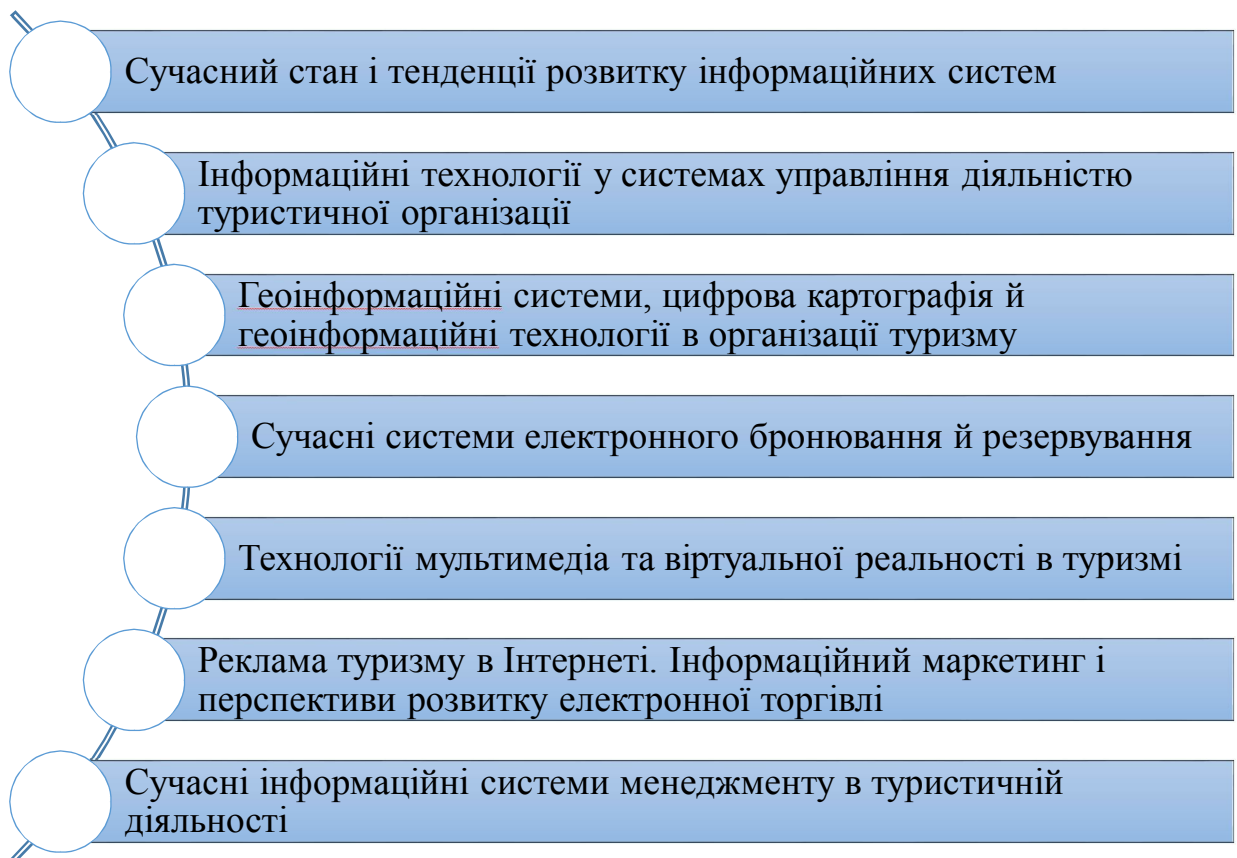 Сучасний стан і тенденції розвитку інформаційних систем
Інформаційні технології у системах управління діяльністю
туристичної організації
Геоінформаційні системи, цифрова картографія й
геоінформаційні технології в організації туризму
Сучасні системи електронного бронювання й резервування
Технології мультимедіа та віртуальної реальності в туризмі
Реклама туризму в Інтернеті. Інформаційний маркетинг і
перспективи розвитку електронної торгівлі
Сучасні інформаційні системи менеджменту в туристичній
діяльності